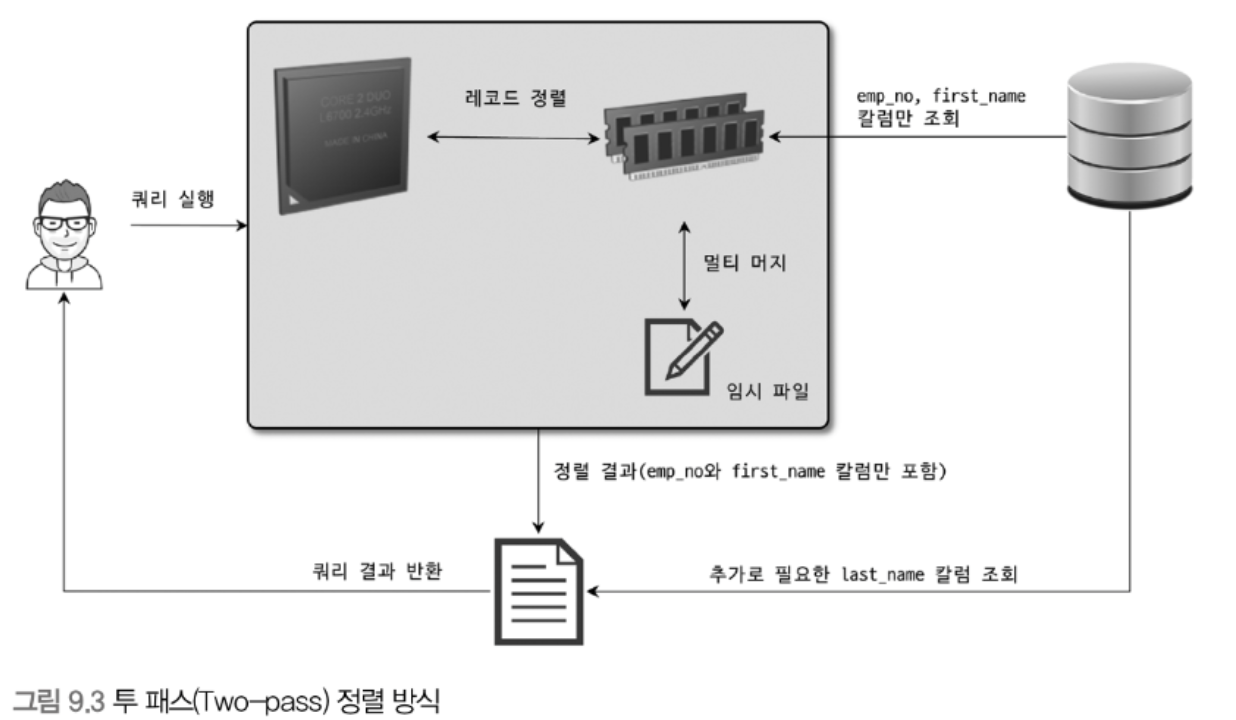 CORE 2 DUO
MADE IN CHINA
레코드 정렬
emp_no, first_name
칼럼만 조회
쿼리 실행
멀티 머지
임시 파일
정렬 결과(emp_no와 first_name 칼럼만 포함)
쿼리 결과 반환
추가로 필요한 last_name 칼럼 조회
그림 9.3 투 패스(Two-pass) 정렬 방식